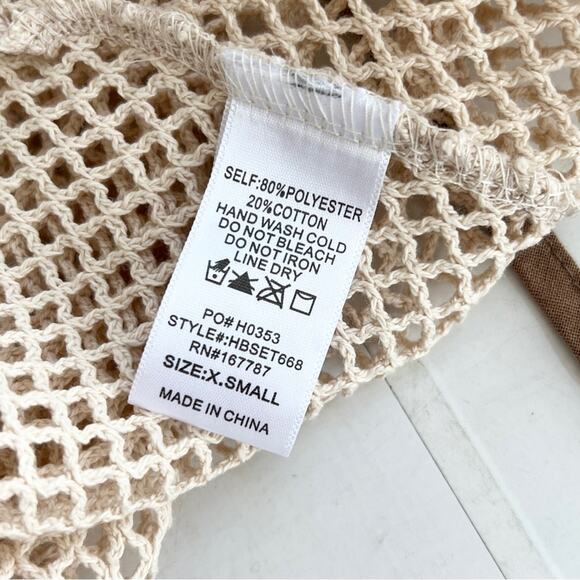 SELF:80%POLYESTER
20%COTTON
HAND WASH COLD
DO NOT BLEACH
DO NOT IRON
LINE DRY
PO# H0353
STYLE#:HBSET668
RN#167787
SIZE:X.SMALL
MADE IN CHINA